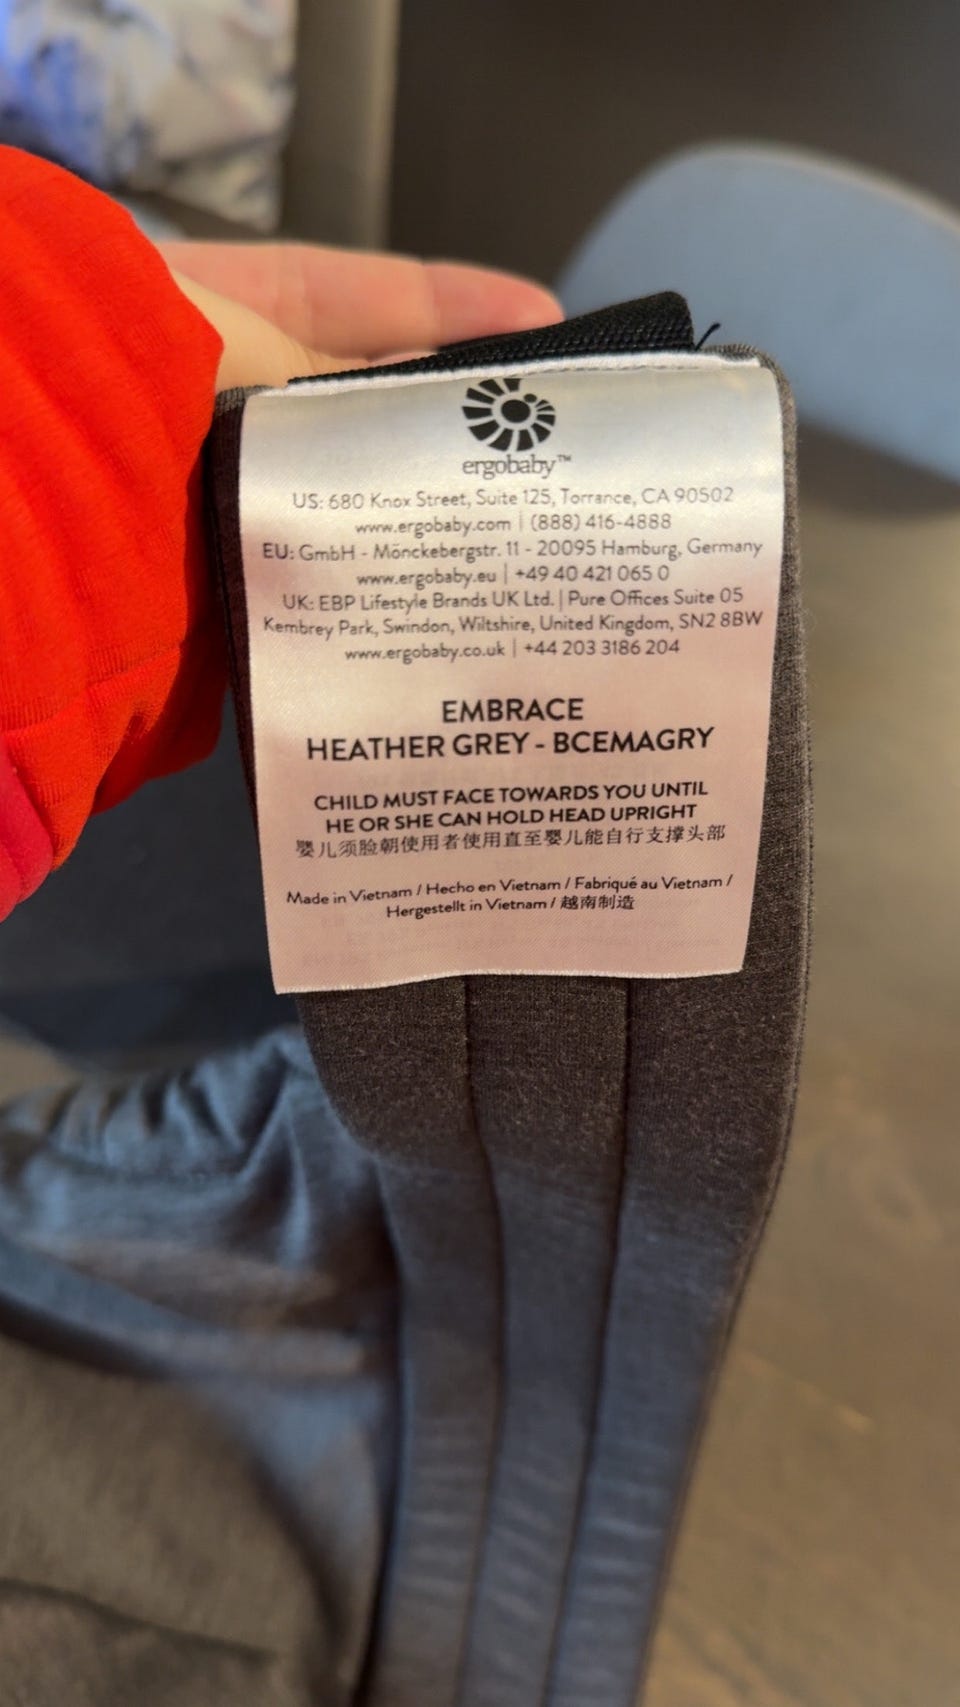 ergobaby™
US: 680 Knox Street, Suite 125, Torrance, CA 90502
www.ergobaby.com | (888) 416-4888
EU: GmbH - Mönckebergstr. 11 - 20095 Hamburg, Germany
www.ergobaby.eu | +49 40 421 065 0
UK: EBP Lifestyle Brands UK Ltd. | Pure Offices Suite 05
Kembrey Park, Swindon, Wiltshire, United Kingdom, SN2 8BW
www.ergobaby.co.uk | +44 203 3186 204
EMBRACE
HEATHER GREY - BCEMAGRY
CHILD MUST FACE TOWARDS YOU UNTIL
HE OR SHE CAN HOLD HEAD UPRIGHT
婴儿须脸朝使用者使用直至婴儿能自行支撑头部
Made in Vietnam / Hecho en Vietnam / Fabriqué au Vietnam /
Hergestellt in Vietnam / 越南制造